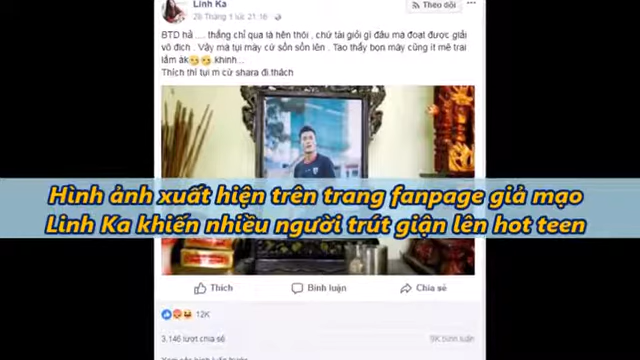 Linh Ka
Theo dõi
28 Tháng 1 lúc 21:16
BTD hả .... thắng chỉ qua là hên thôi , chứ tài giỏi gì đâu mà đoạt được giải
vô địch . Vậy mà tụi mày cứ sồn sồn lên . Tao thấy bọn mày cũng ít mê trai
lắm ák 😏😏.khinh...
Thích thì tụi m cứ shara đi.thách
Hình ảnh xuất hiện trên trang fanpage giả mạo
Linh Ka khiến nhiều người trút giận lên hot teen
Thích Bình luận Chia sẻ
12K
3.146 lượt chia sẻ 9K bình luận